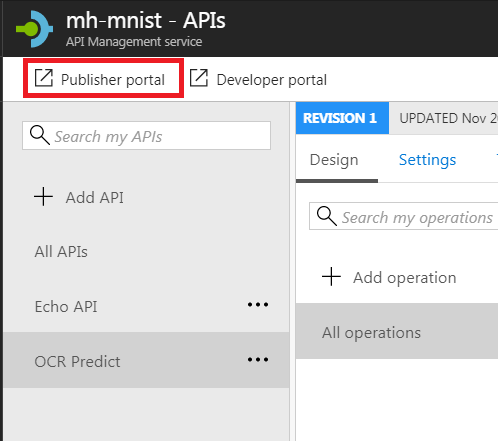 mh-mnist - APIs
API Management service
Publisher portal
Developer portal
Search my APIs
Add API
All APIs
Echo API
OCR Predict
REVISION 1
UPDATED Nov 2
Design
Settings
Search my operations
Add operation
All operations